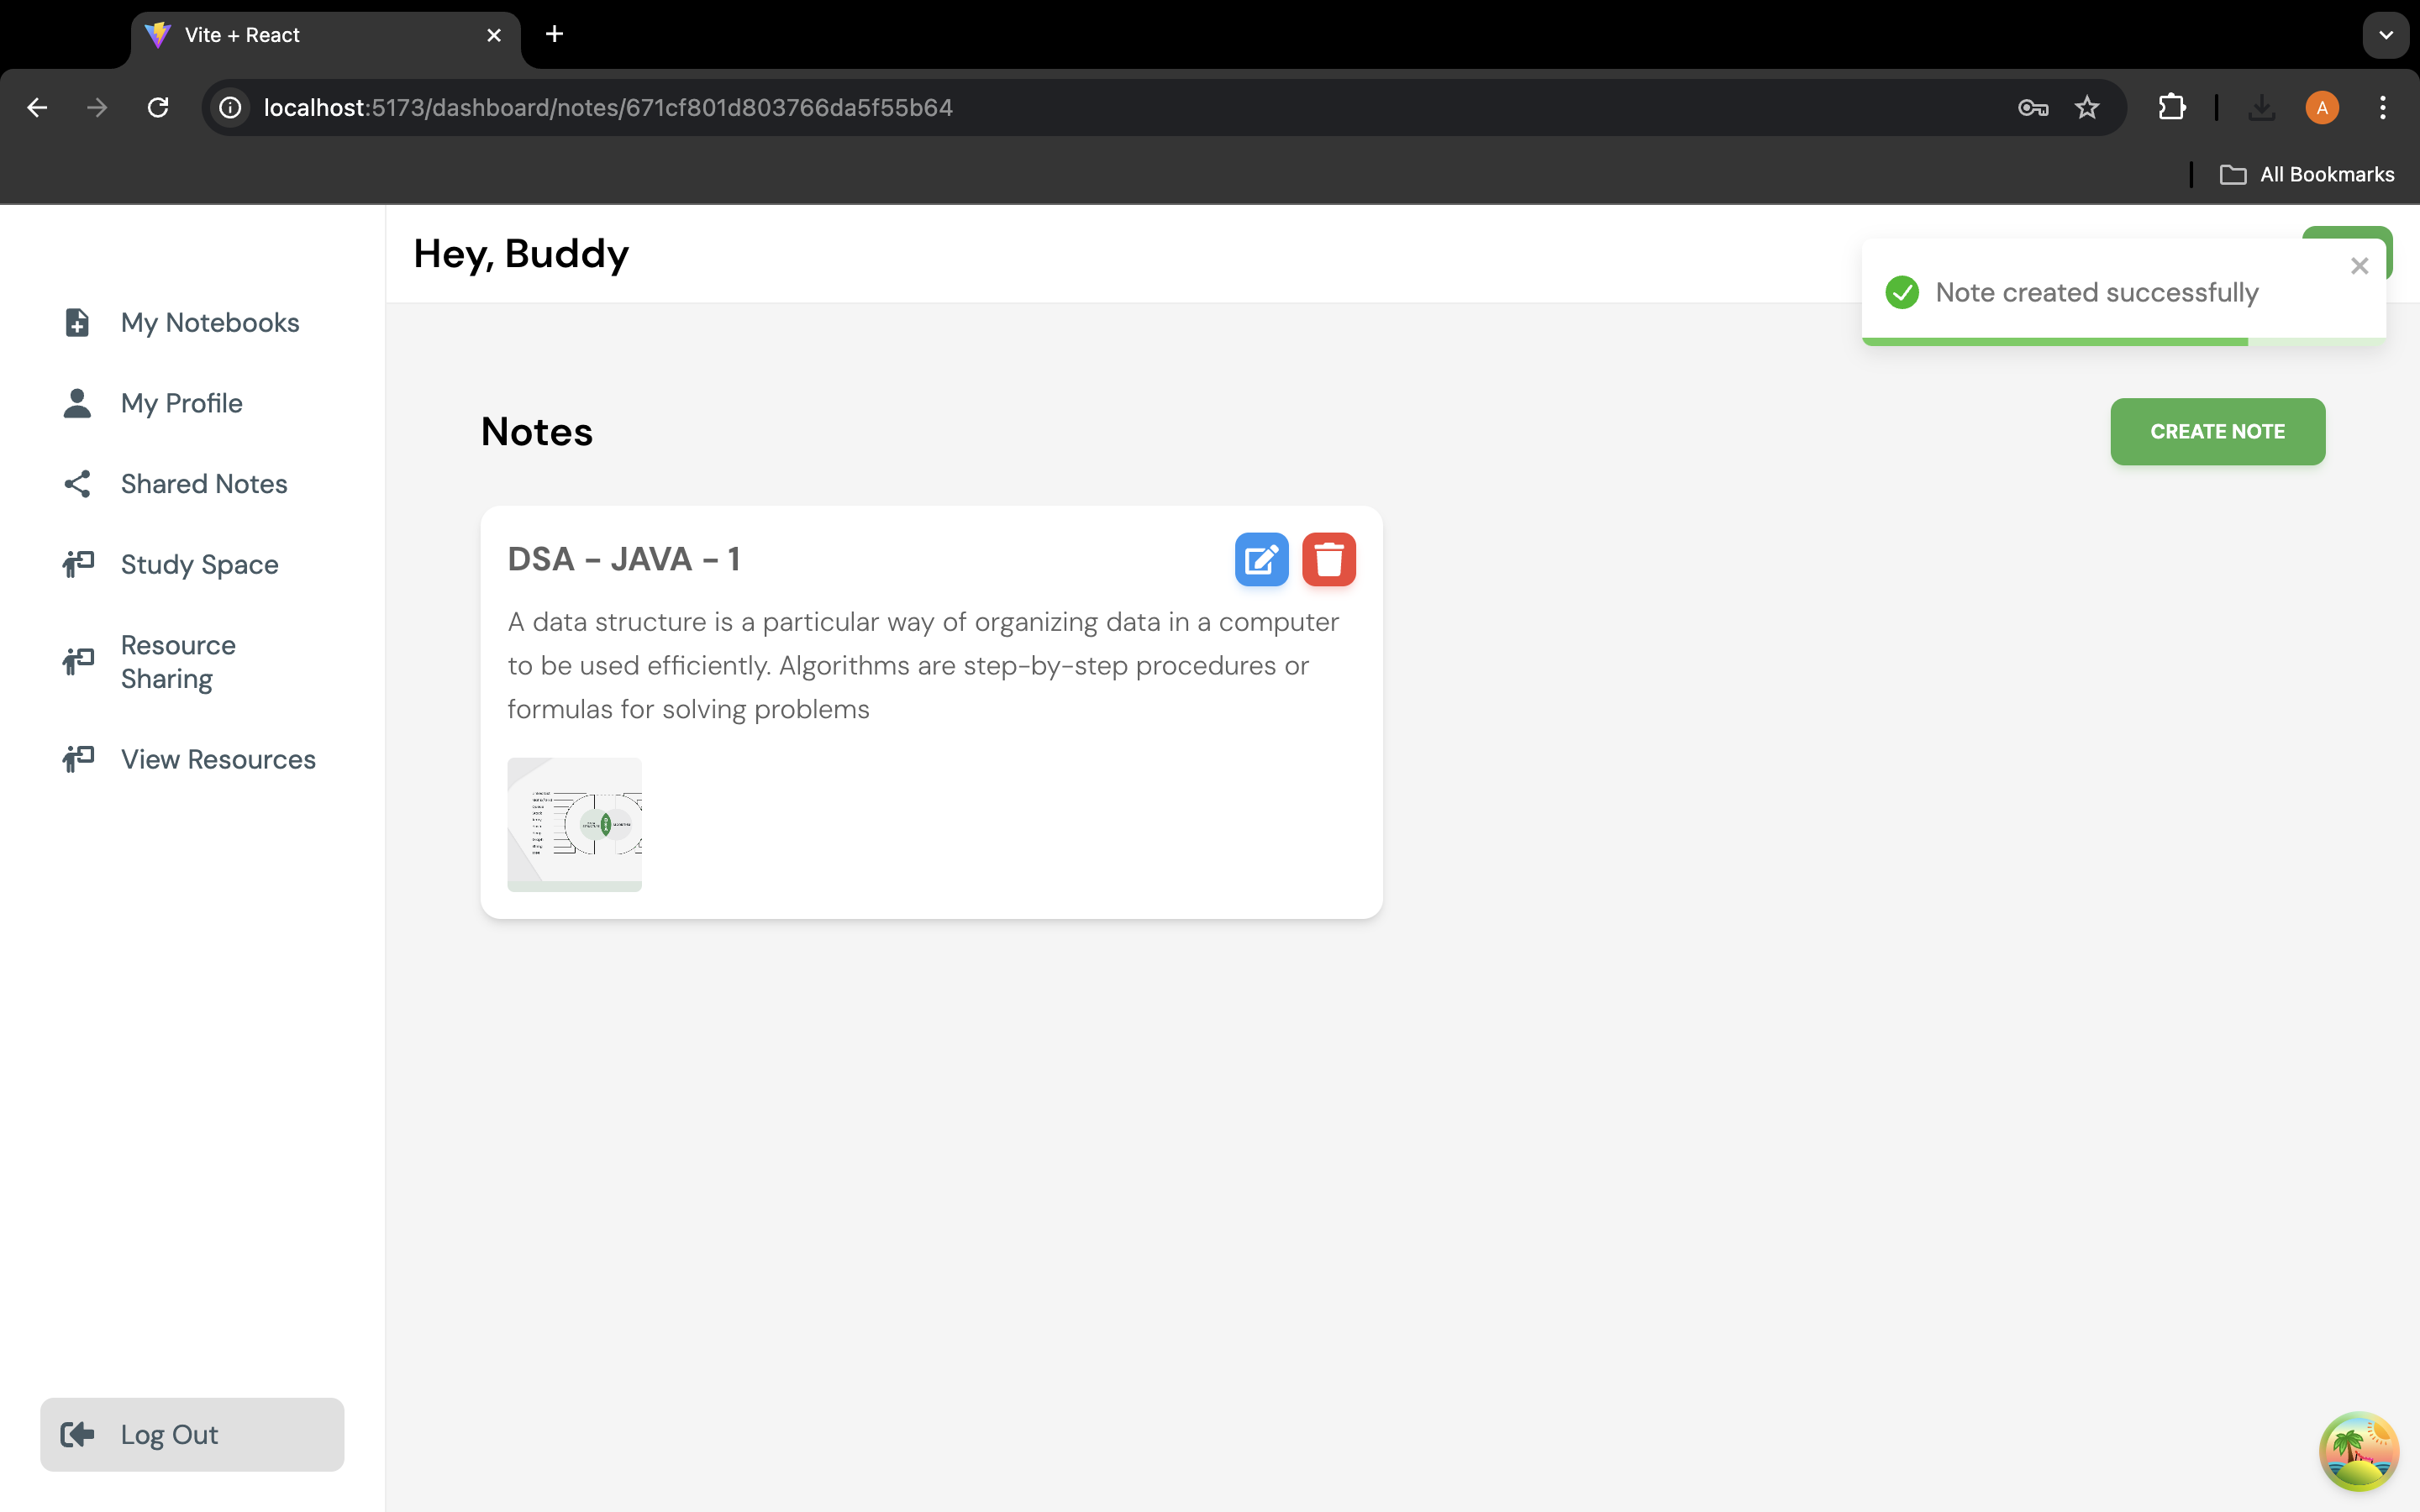 Vite + React
localhost:5173/dashboard/notes/671cf801d803766da5f55b64
A
All Bookmarks
Hey, Buddy
Note created successfully
My Notebooks
My Profile
Shared Notes
Study Space
Resource
Sharing
View Resources
Log Out
Notes
CREATE NOTE
DSA - JAVA - 1
A data structure is a particular way of organizing data in a computer
to be used efficiently. Algorithms are step-by-step procedures or
formulas for solving problems